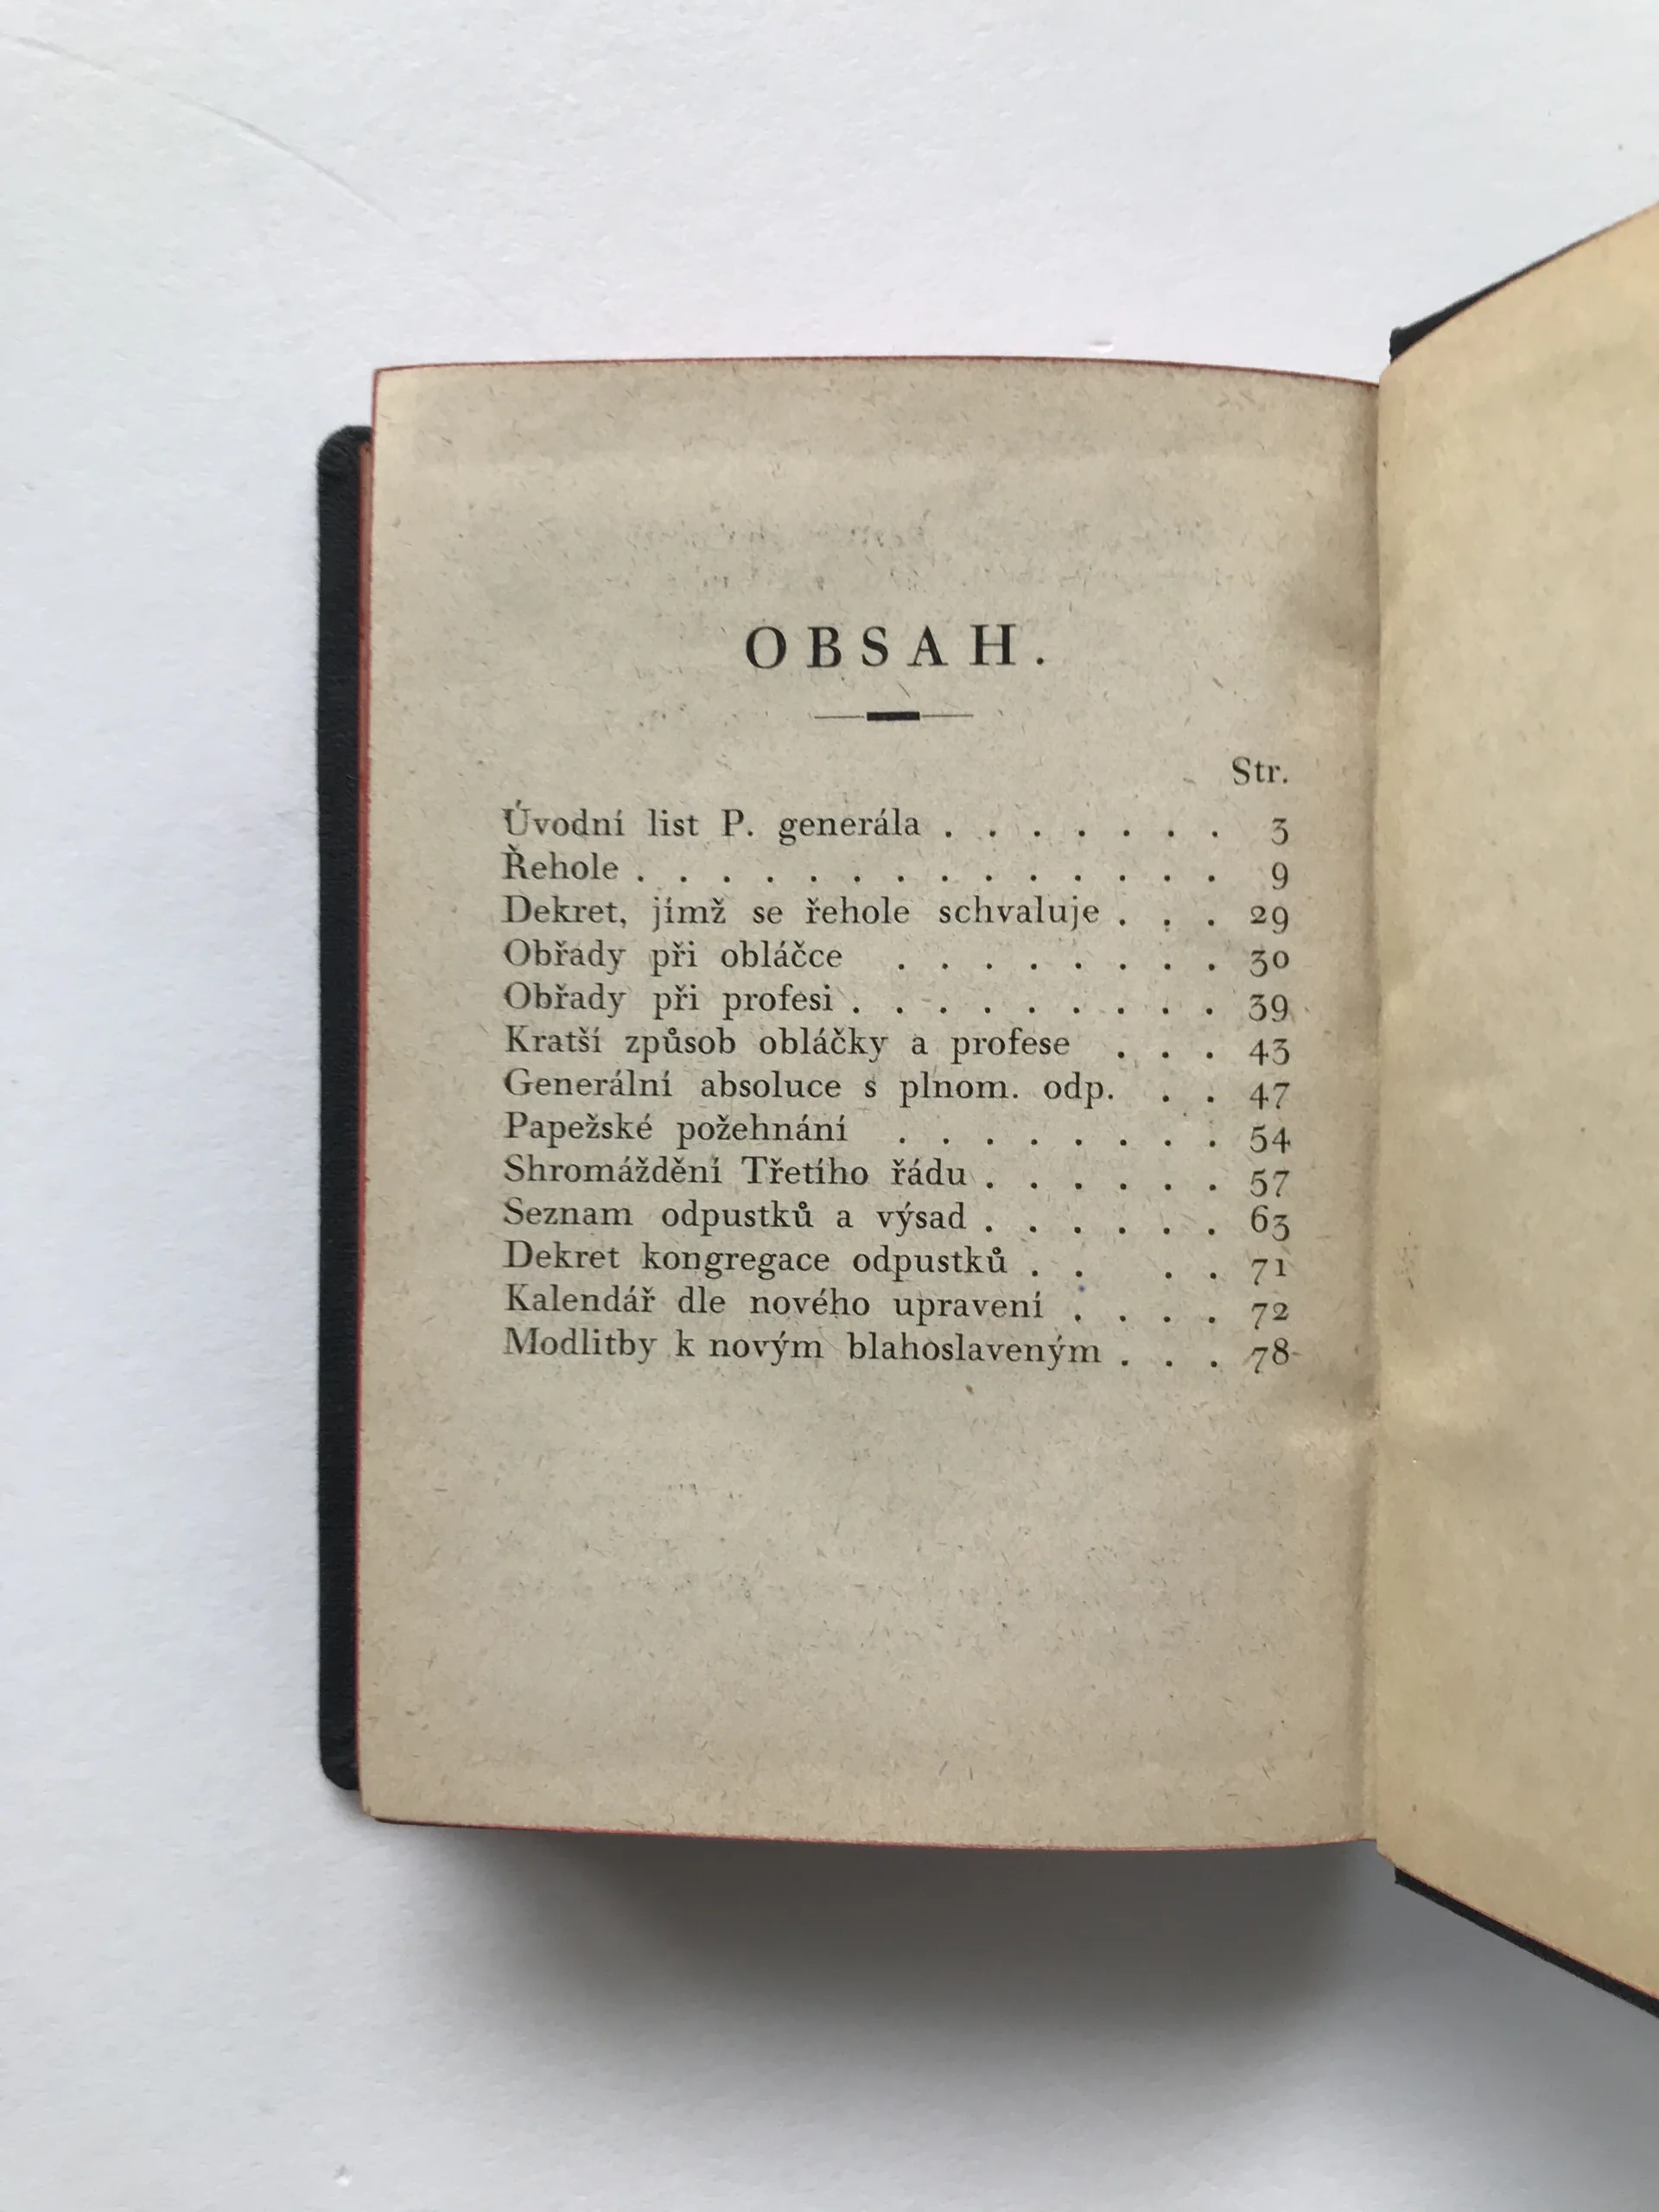 OBSAH.
Str.
Úvodní list P. generála . . . . . . . 3
Řehole . . . . . . . . . . . . . . 9
Dekret, jímž se řehole schvaluje . . . 29
Obřady při obláčce . . . . . . . . 30
Obřady při profesi . . . . . . . . . 39
Kratší způsob obláčky a profese . . . 43
Generální absoluce s plnom. odp. . . 47
Papežské požehnání . . . . . . . . 54
Shromáždění Třetího řádu . . . . . . 57
Seznam odpustků a výsad . . . . . . 63
Dekret kongregace odpustků . . . . 71
Kalendář dle nového upravení . . . . 72
Modlitby k novým blahoslaveným . . . 78